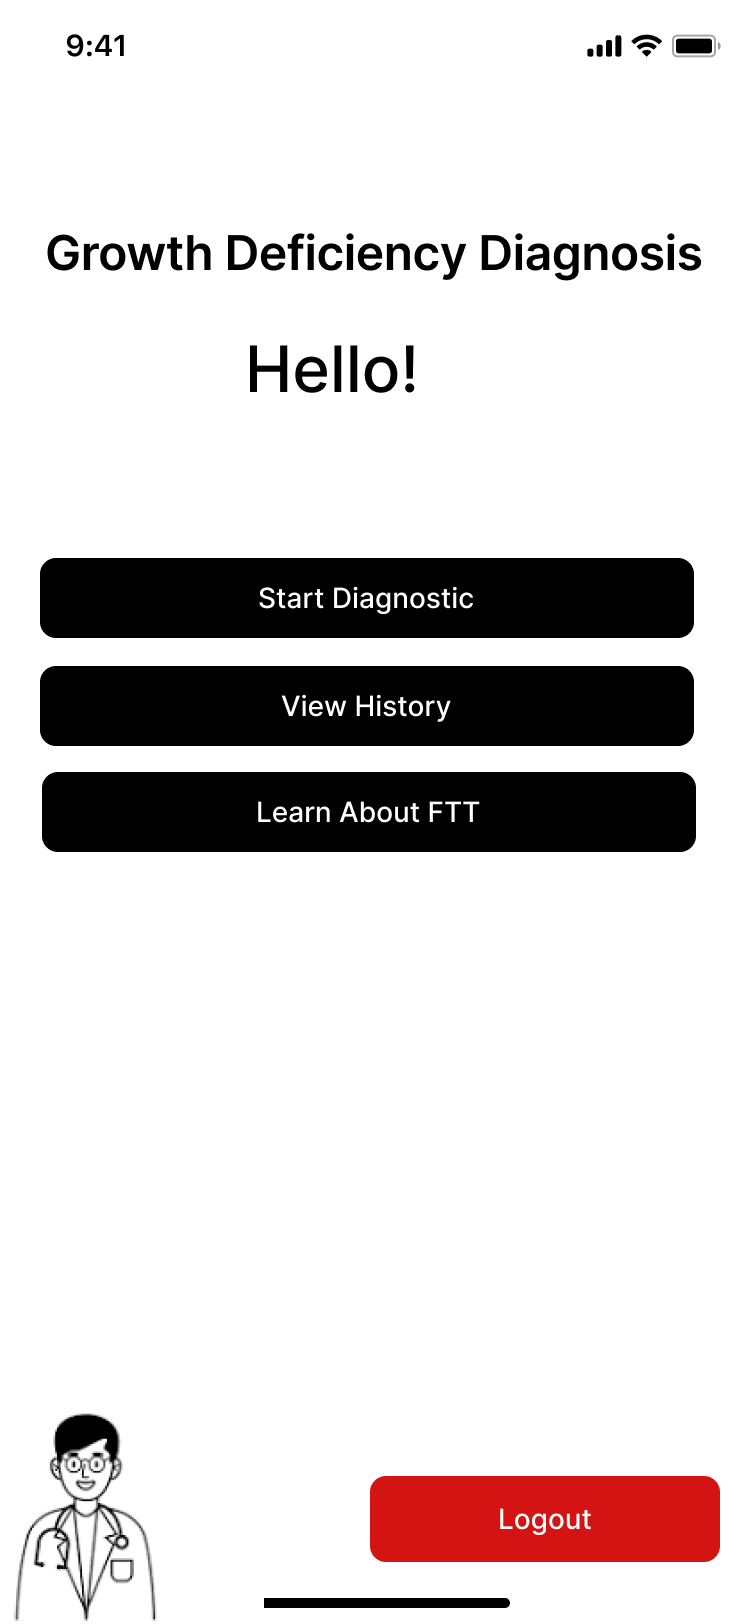 9:41
Growth Deficiency Diagnosis
Hello!
Start Diagnostic
View History
Learn About FTT
Logout